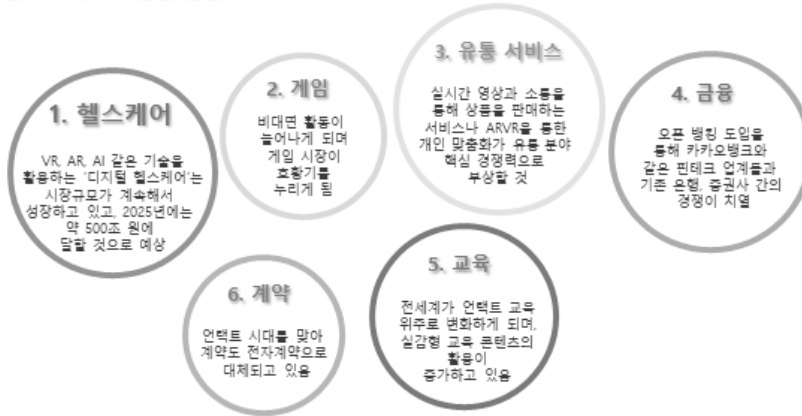 1. 헬스케어
VR, AR, AI 같은 기술을
활용하는 '디지털 헬스케어'는
시장규모가 계속해서
성장하고 있고, 2025년에는
약 500조 원에
달할 것으로 예상
2. 게임
비대면 활동이
늘어나게 되며
게임 시장이
호황기를
누리게 됨
3. 유통 서비스
실시간 영상과 소통을
통해 상품을 판매하는
서비스나 ARVR을 통한
개인 맞춤화가 유통 분야
핵심 경쟁력으로
부상할 것
4. 금융
오픈 뱅킹 도입을
통해 카카오뱅크와
같은 핀테크 업계들과
기존 은행, 증권사 간의
경쟁이 치열
5. 교육
전세계가 언택트 교육
위주로 변화하게 되며,
실감형 교육 콘텐츠의
활용이
증가하고 있음
6. 계약
언택트 시대를 맞아
계약도 전자계약으로
대체되고 있음